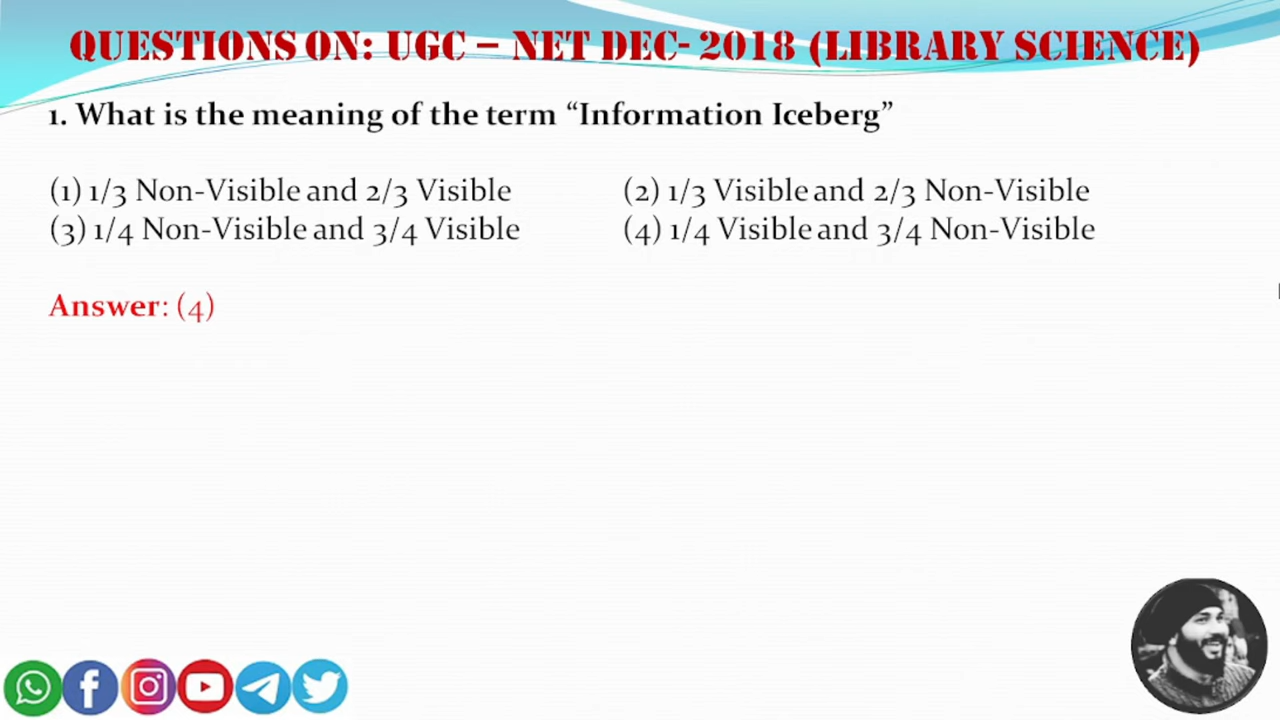 QUESTIONS ON: UGC – NET DEC- 2018 (LIBRARY SCIENCE)
1. What is the meaning of the term “Information Iceberg”
(1) 1/3 Non-Visible and 2/3 Visible (2) 1/3 Visible and 2/3 Non-Visible
(3) 1/4 Non-Visible and 3/4 Visible (4) 1/4 Visible and 3/4 Non-Visible
Answer: (4)